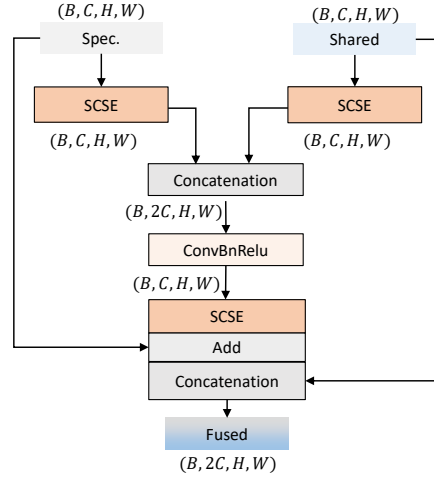 (B, C, H, W) (B, C, H, W)
Spec. Shared
SCSE SCSE
(B, C, H, W) (B, C, H, W)
Concatenation
(B, 2C, H, W)
ConvBnRelu
(B, C, H, W)
SCSE
Add
Concatenation
Fused
(B, 2C, H, W)